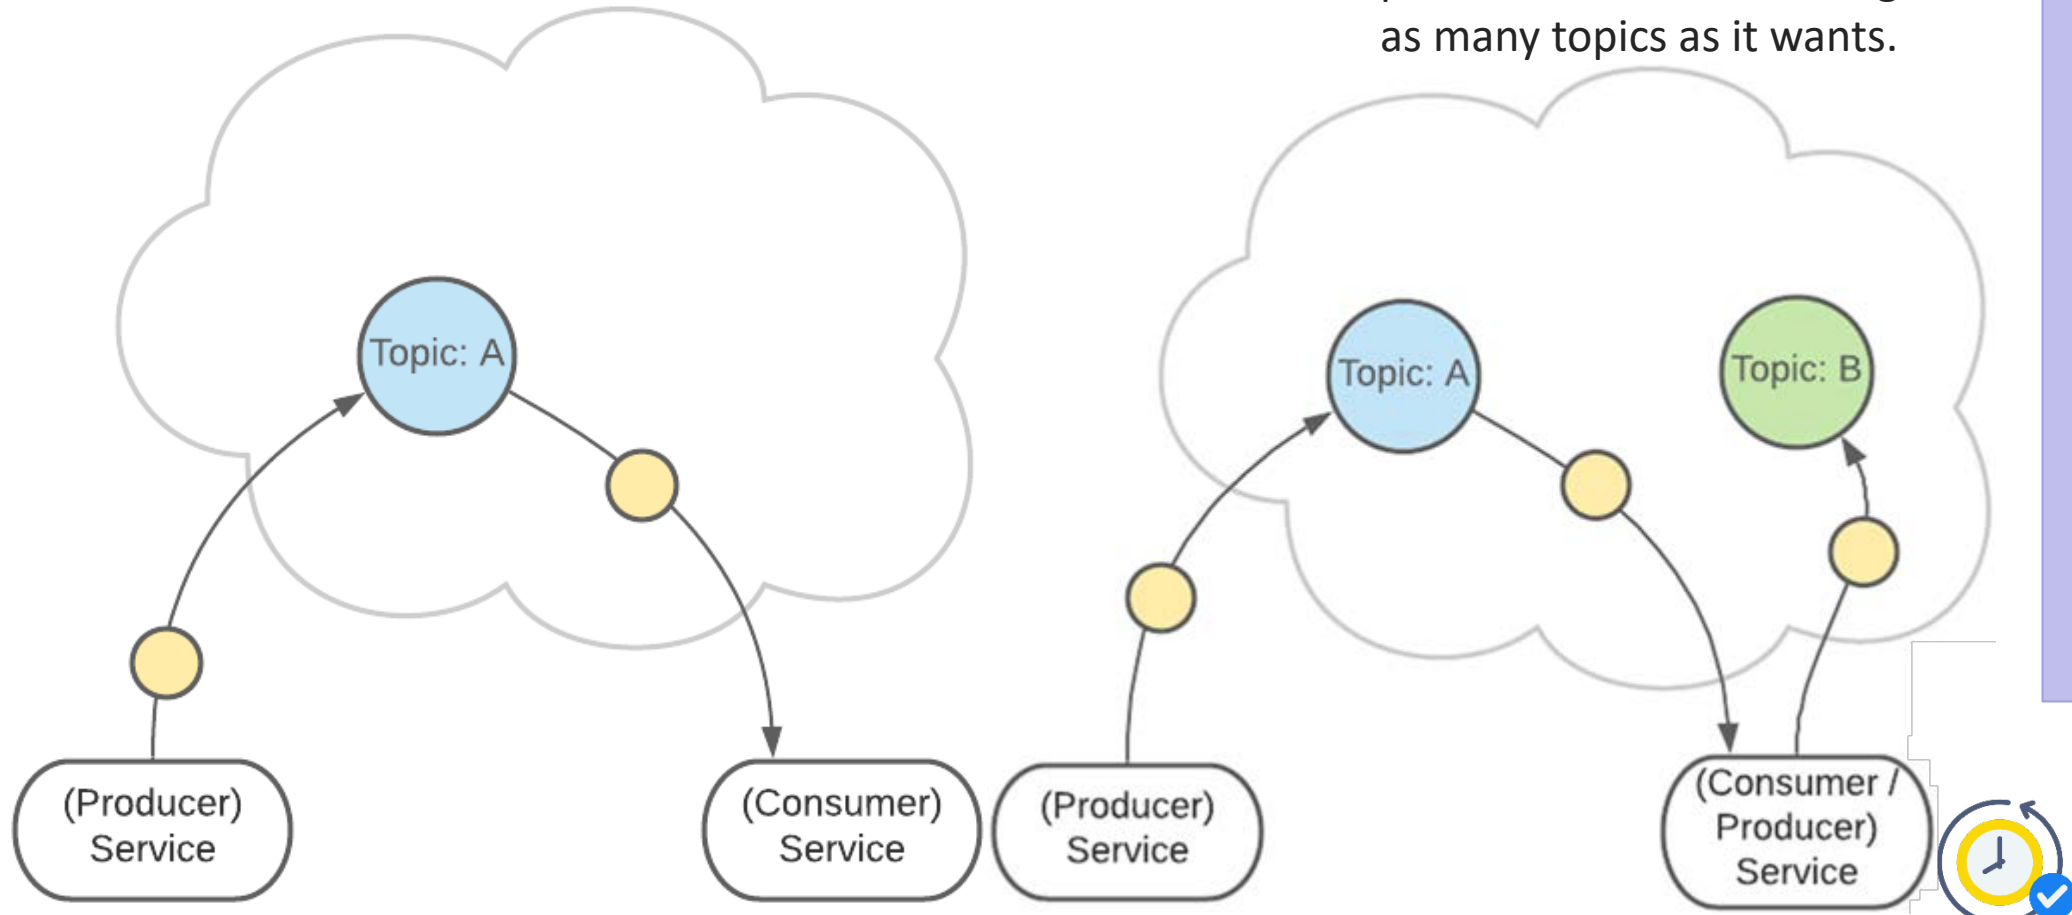 as many topics as it wants.
Topic: A
(Producer)
Service
(Consumer)
Service
Topic: A
Topic: B
(Producer)
Service
(Consumer /
Producer)
Service